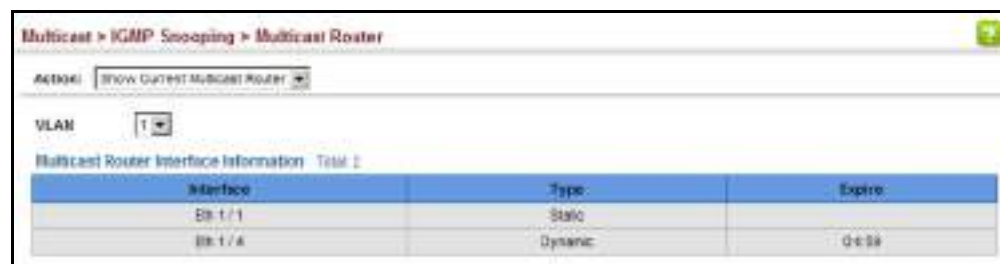 Multicast > IGMP Snooping > Multicast Router
?
Action: Show Current Multicast Router
VLAN 1
Multicast Router Interface Information Total: 2
Interface Type Expire
Eth 1 / 1 Static
Eth 1 / 4 Dynamic